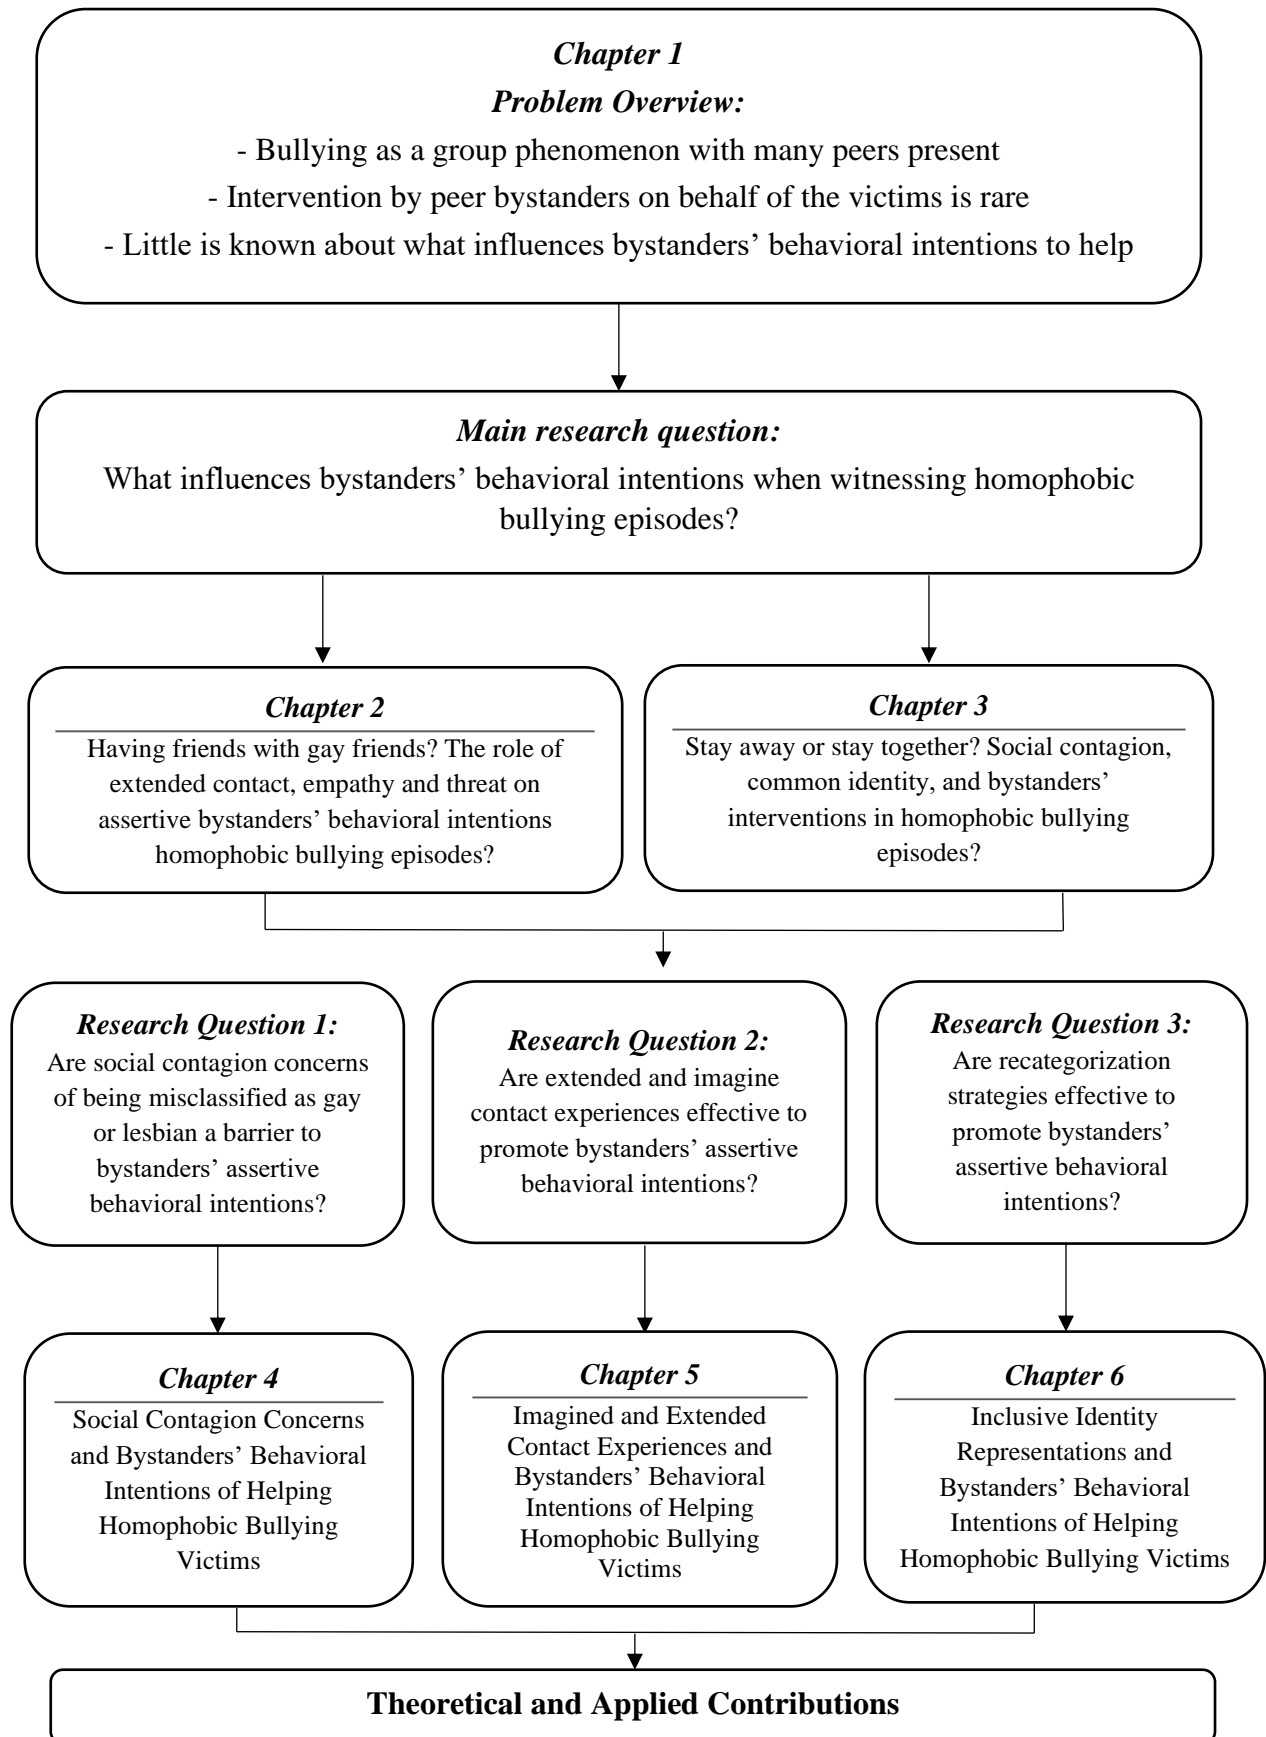 Chapter 1
Problem Overview:
- Bullying as a group phenomenon with many peers present
- Intervention by peer bystanders on behalf of the victims is rare
- Little is known about what influences bystanders’ behavioral intentions to help
Main research question:
What influences bystanders’ behavioral intentions when witnessing homophobic
bullying episodes?
Chapter 2
Having friends with gay friends? The role of
extended contact, empathy and threat on
assertive bystanders’ behavioral intentions
homophobic bullying episodes?
Chapter 3
Stay away or stay together? Social contagion,
common identity, and bystanders’
interventions in homophobic bullying
episodes?
Research Question 1:
Are social contagion concerns
of being misclassified as gay
or lesbian a barrier to
bystanders’ assertive
behavioral intentions?
Research Question 2:
Are extended and imagine
contact experiences effective to
promote bystanders’ assertive
behavioral intentions?
Research Question 3:
Are recategorization
strategies effective to
promote bystanders’
assertive behavioral
intentions?
Chapter 4
Social Contagion Concerns
and Bystanders’ Behavioral
Intentions of Helping
Homophobic Bullying
Victims
Chapter 5
Imagined and Extended
Contact Experiences and
Bystanders’ Behavioral
Intentions of Helping
Homophobic Bullying
Victims
Chapter 6
Inclusive Identity
Representations and
Bystanders’ Behavioral
Intentions of Helping
Homophobic Bullying Victims
Theoretical and Applied Contributions